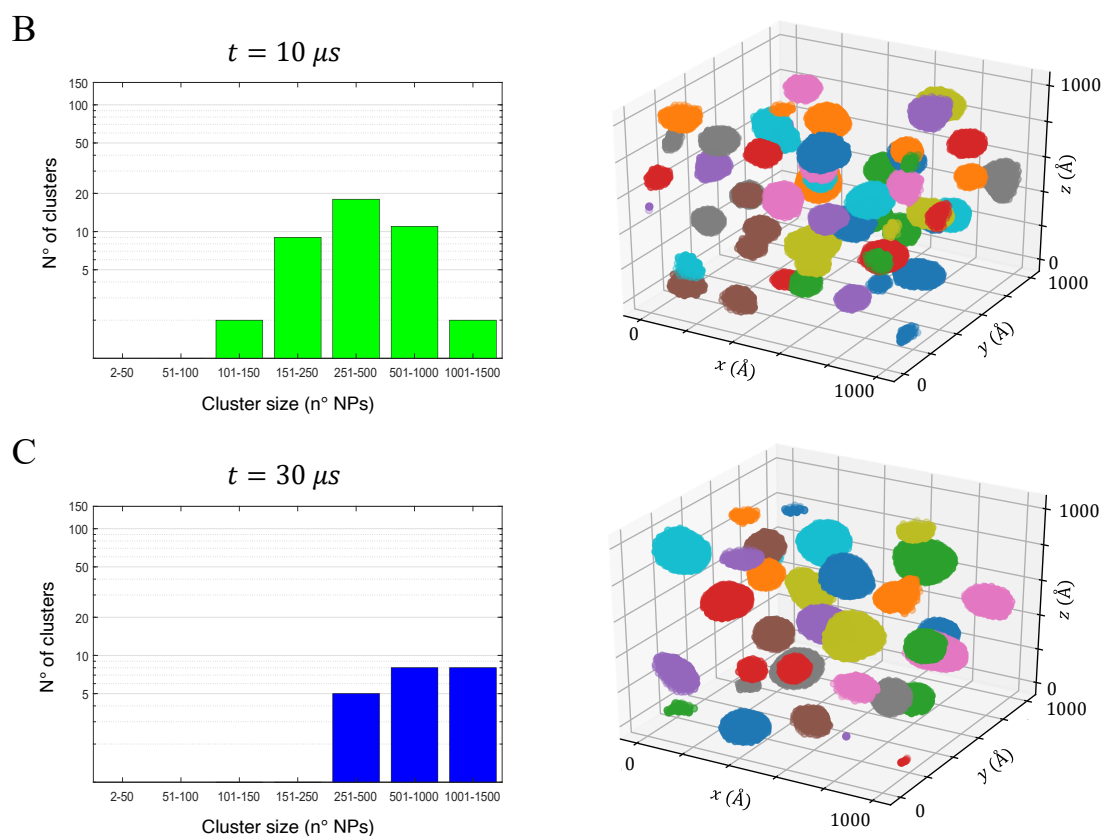 B
t = 10 μs
150
100
50
20
10
5
N° of clusters
2-50 51-100 101-150 151-250 251-500 501-1000 1001-1500
Cluster size (n° NPs)
1000
z (Å)
0
1000
y (Å)
0
0
x (Å)
1000
C
t = 30 μs
150
100
50
20
10
5
N° of clusters
2-50 51-100 101-150 151-250 251-500 501-1000 1001-1500
Cluster size (n° NPs)
1000
z (Å)
0
1000
y (Å)
0
0
x (Å)
1000